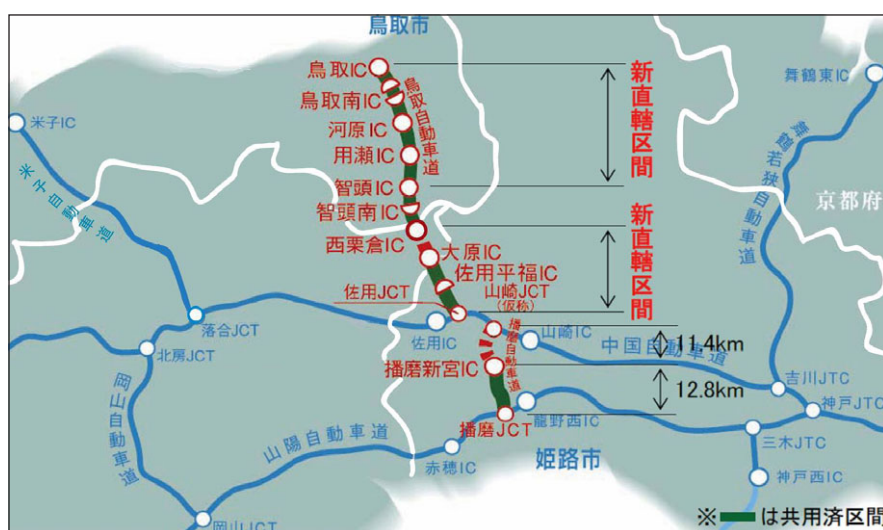 鳥取市
鳥取IC
鳥取南IC
鳥取自動車道
河原IC
用瀬IC
智頭IC
智頭南IC
西粟倉IC
大原IC
佐用平福IC
佐用JCT
山崎JCT
(仮称)
新直轄区間
新直轄区間
舞鶴東IC
舞鶴若狭自動車道
京都府
米子IC
米子自動車道
落合JCT
北房JCT
岡山自動車道
佐用IC
山崎IC
中国自動車道
11.4km
播磨自動車道
播磨新宮IC
12.8km
播磨JCT
龍野西IC
吉川JTC
神戸JTC
三木JTC
神戸西IC
山陽自動車道
赤穂IC
姫路市
岡山JCT
※ は共用済区間